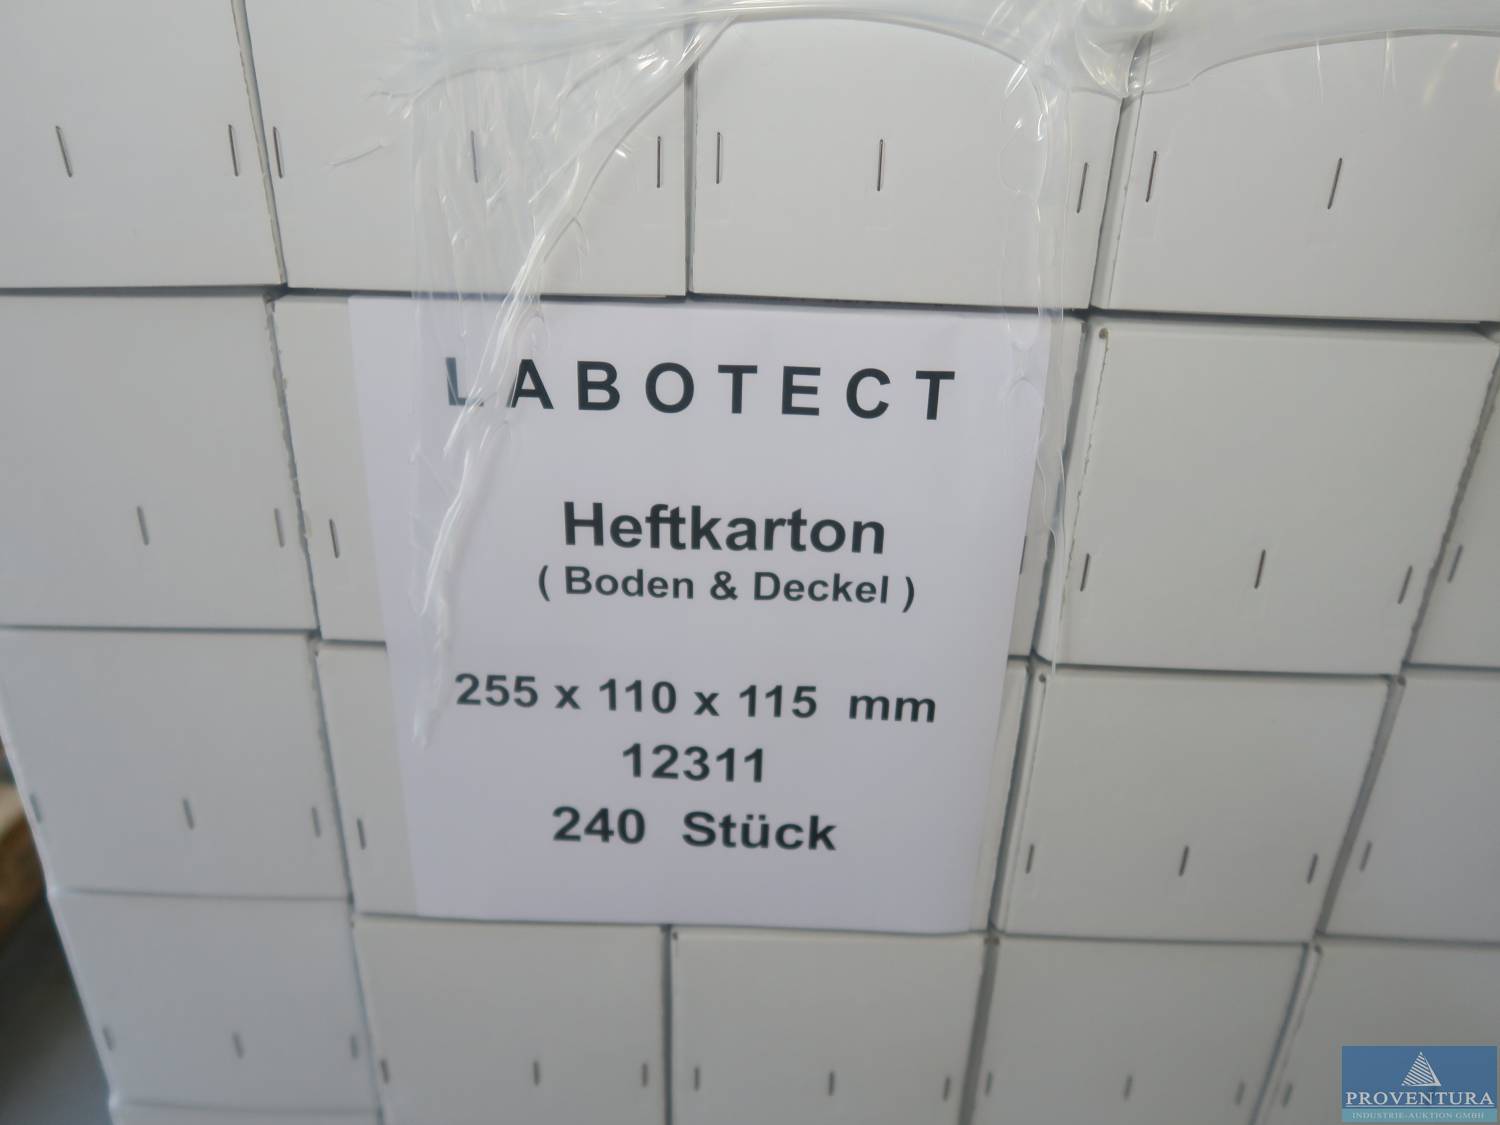 LABOTECT
Heftkarton
( Boden & Deckel )
255 x 110 x 115 mm
12311
240 Stück
PROVENTURA
INDUSTRIE-AUKTION GMBH